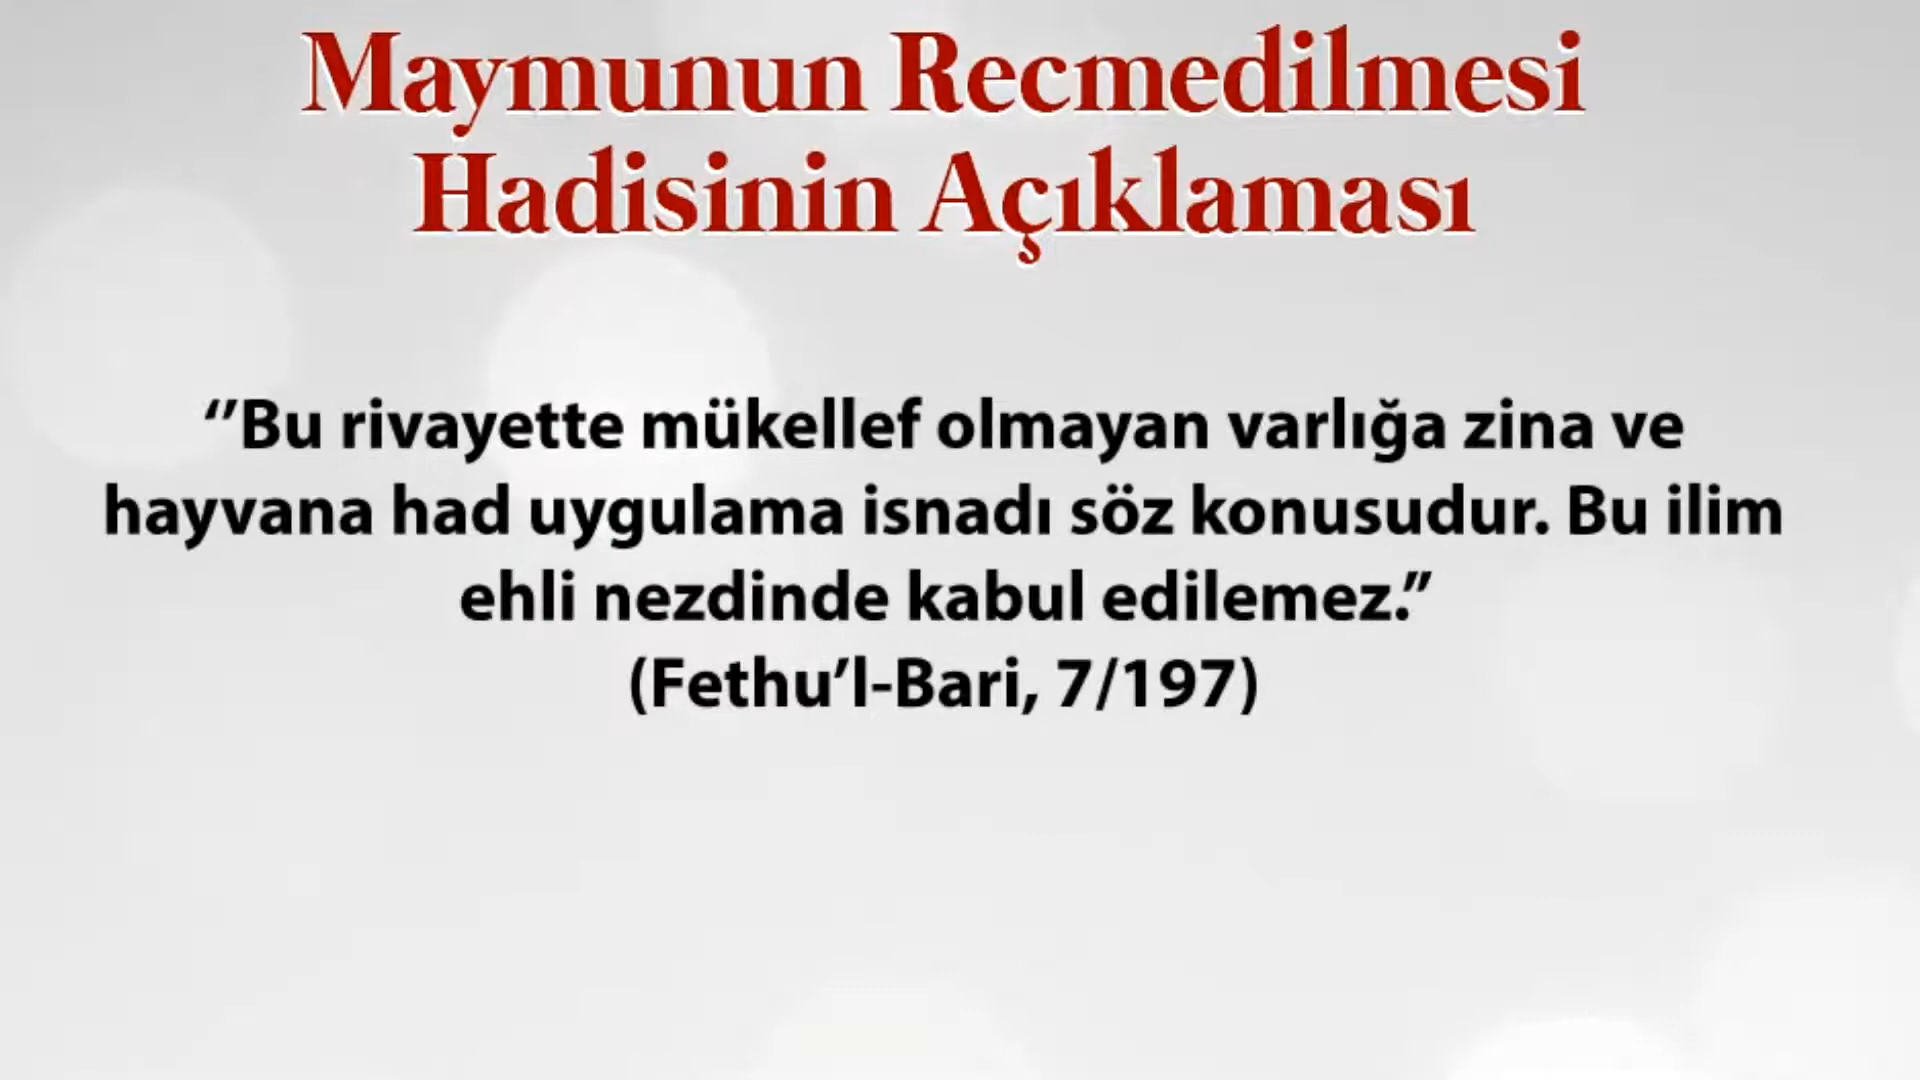 Maymunun Recmedilmesi
Hadisinin Açıklaması
‘‘Bu rivayette mükellef olmayan varlığa zina ve
hayvana had uygulama isnadı söz konusudur. Bu ilim
ehli nezdinde kabul edilemez.”
(Fethu’l-Bari, 7/197)